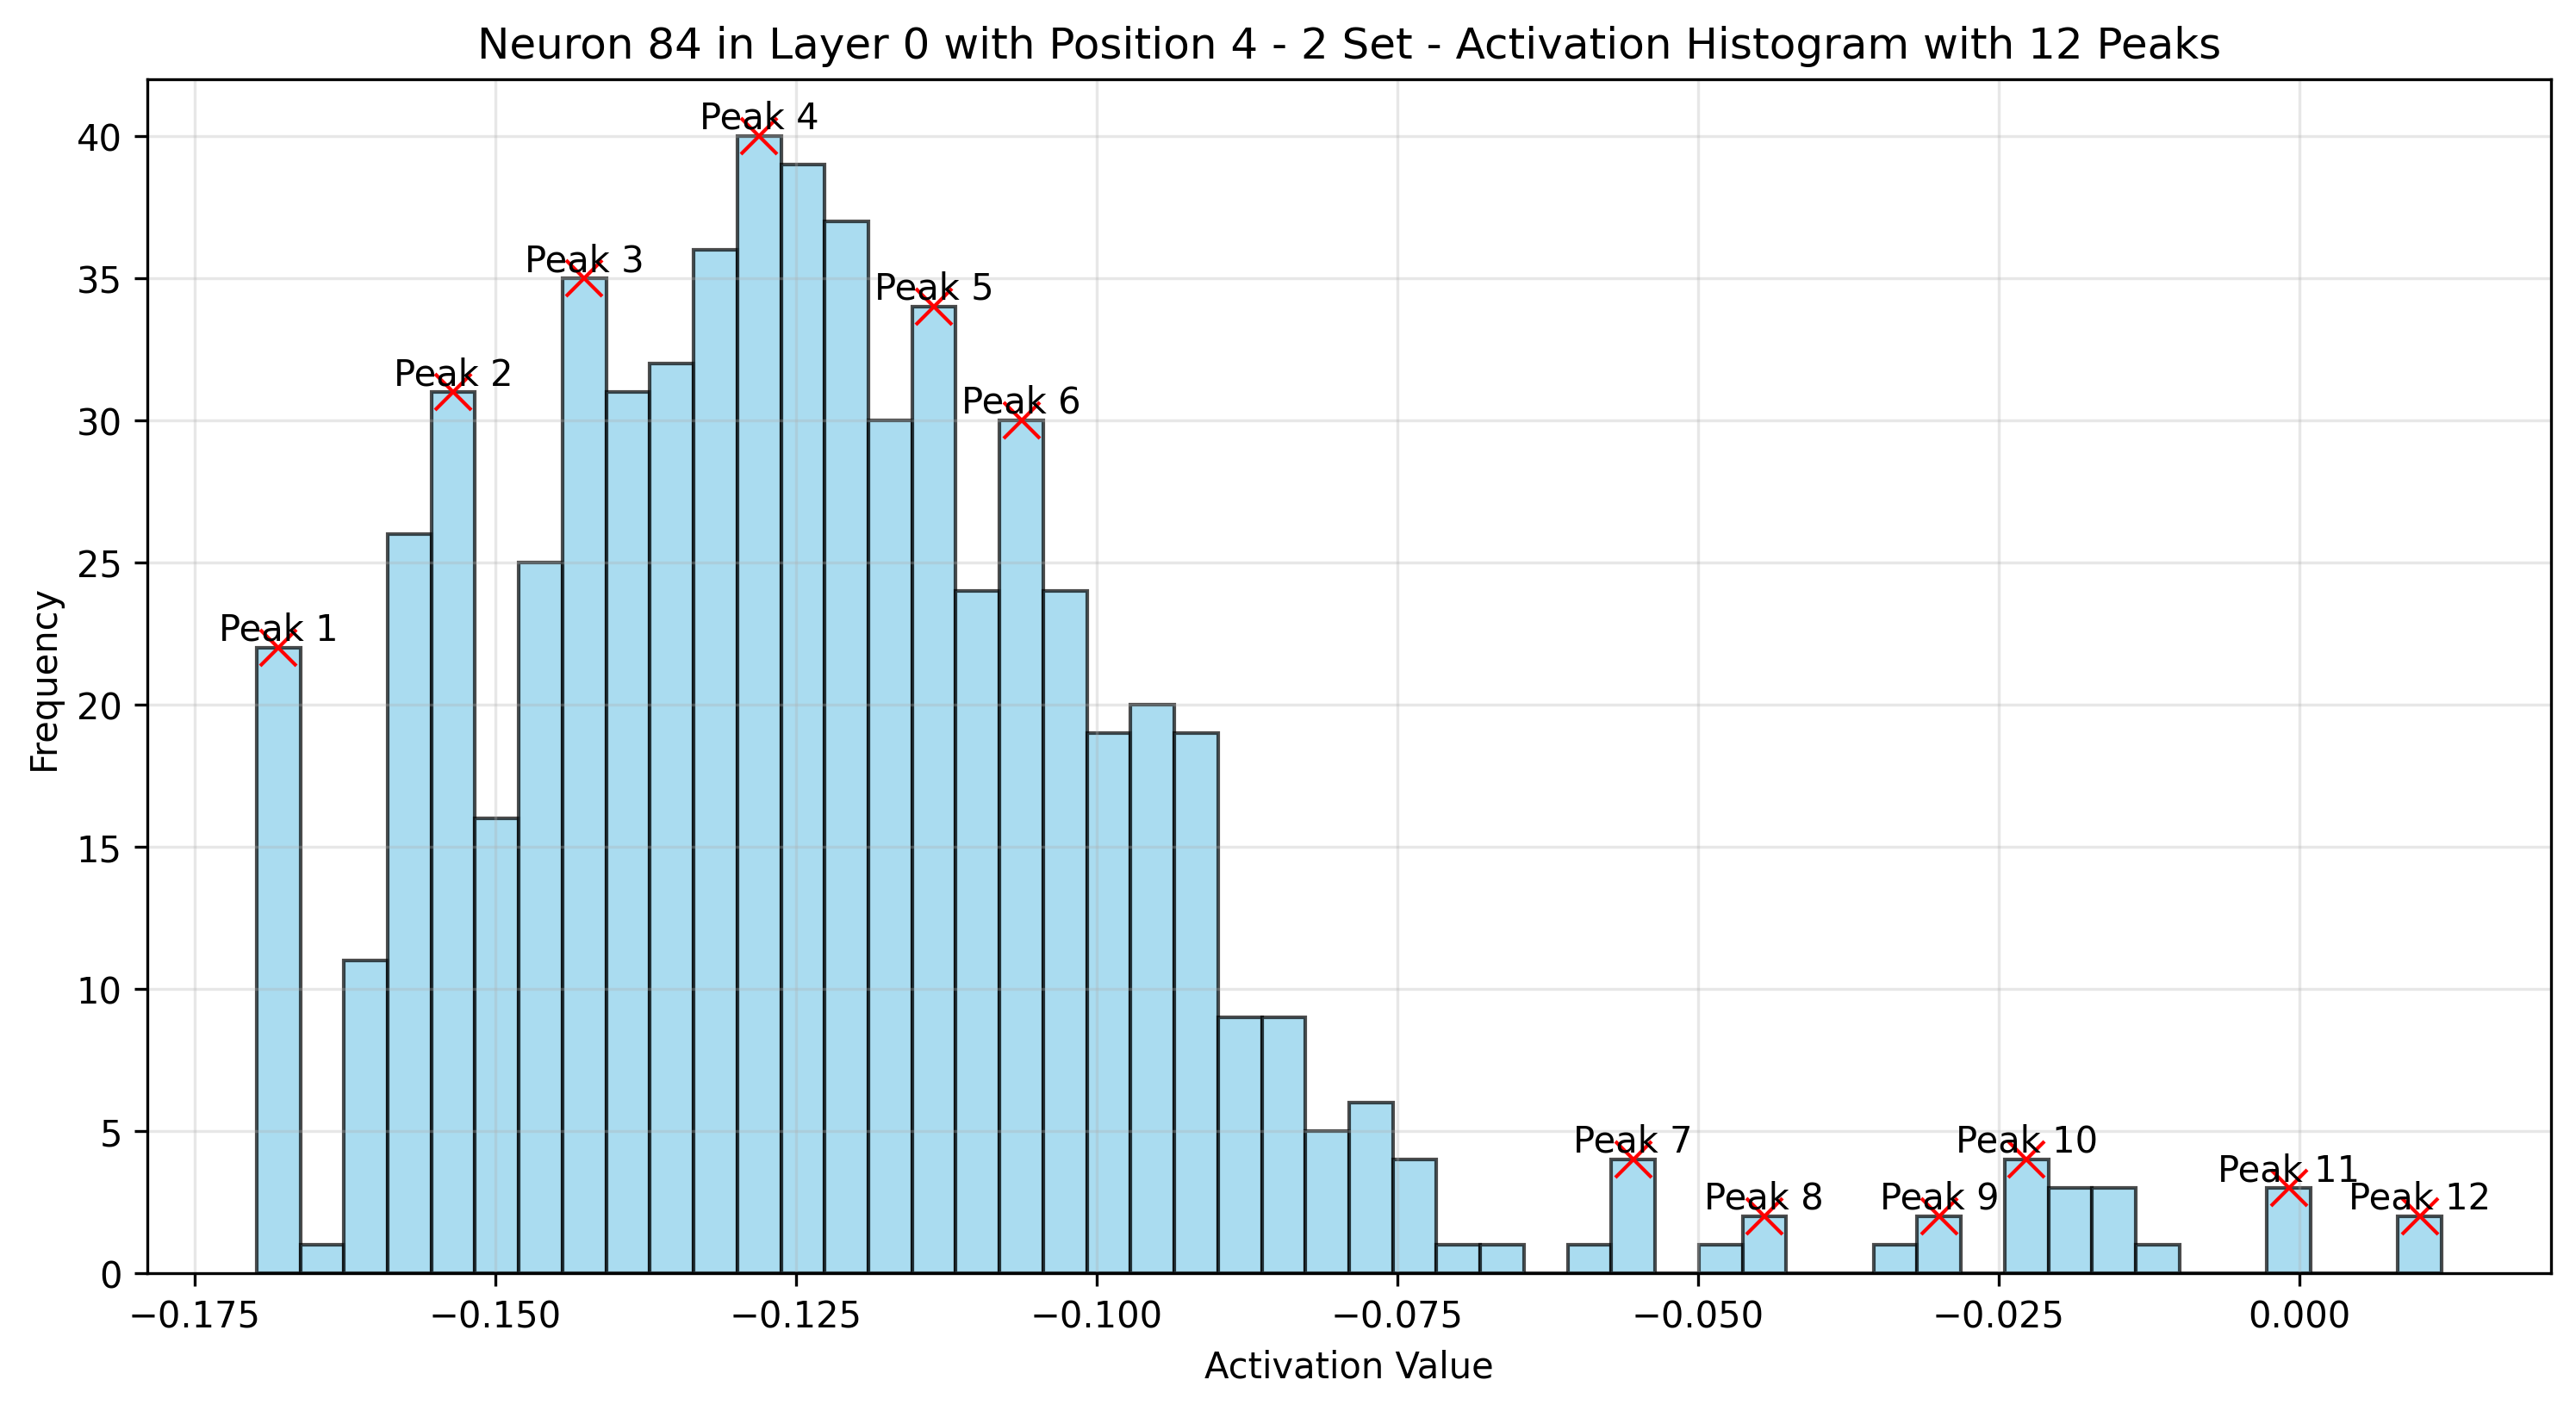 Neuron 84 in Layer 0 with Position 4 - 2 Set - Activation Histogram with 12 Peaks
Frequency
40
35
30
25
20
15
10
5
0
Peak 1
Peak 2
Peak 3
Peak 4
Peak 5
Peak 6
Peak 7
Peak 8
Peak 9
Peak 10
Peak 11
Peak 12
−0.175 −0.150 −0.125 −0.100 −0.075 −0.050 −0.025 0.000
Activation Value